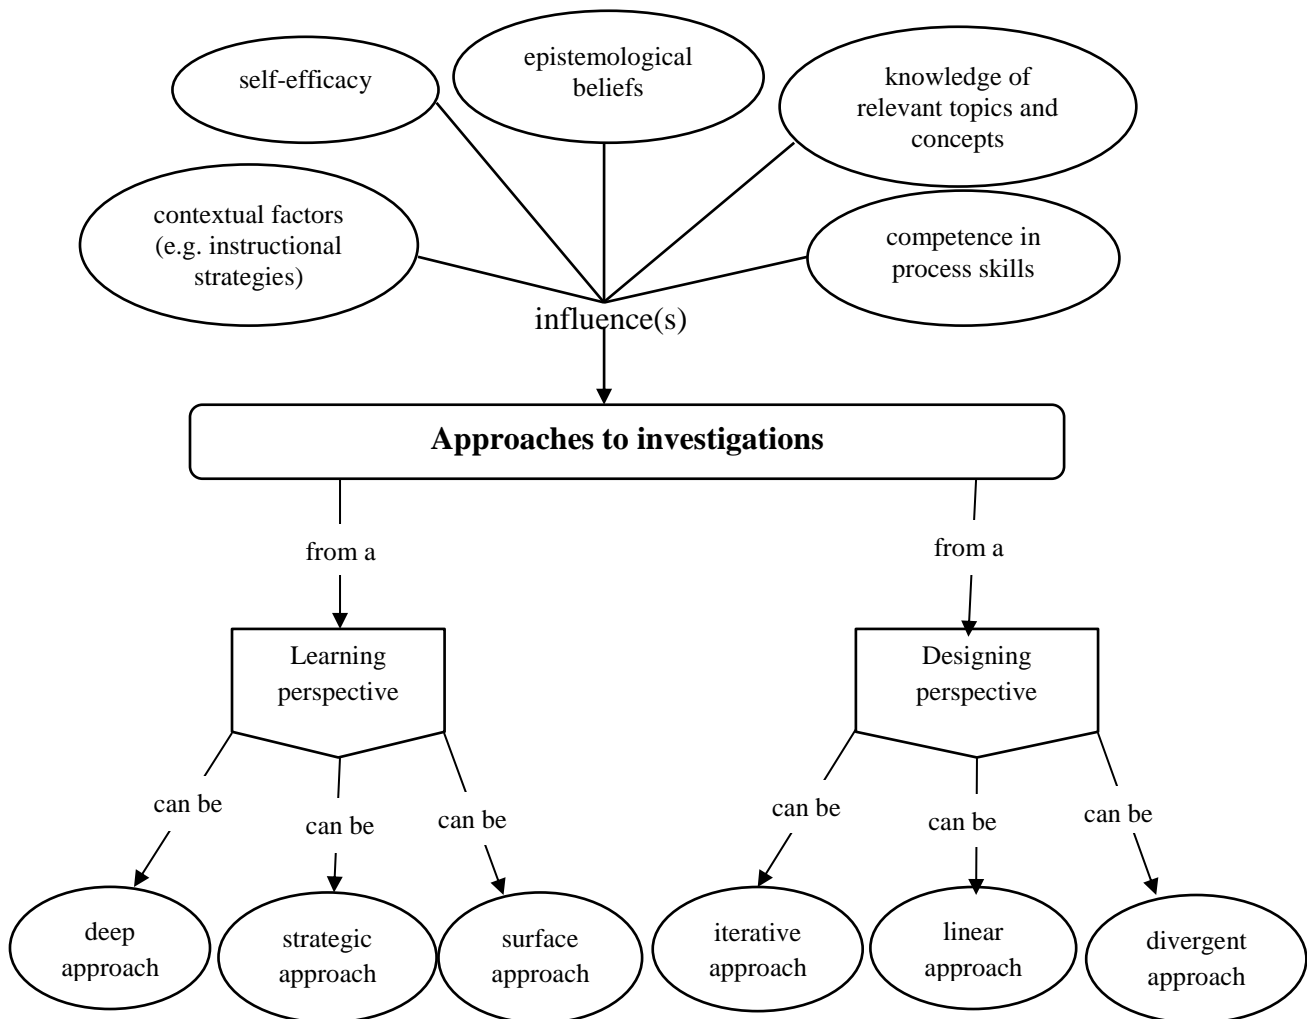 self-efficacy
epistemological
beliefs
knowledge of
relevant topics and
concepts
contextual factors
(e.g. instructional
strategies)
competence in
process skills
influence(s)
Approaches to investigations
from a
from a
Learning
perspective
Designing
perspective
can be
can be
can be
can be
can be
can be
deep
approach
strategic
approach
surface
approach
iterative
approach
linear
approach
divergent
approach